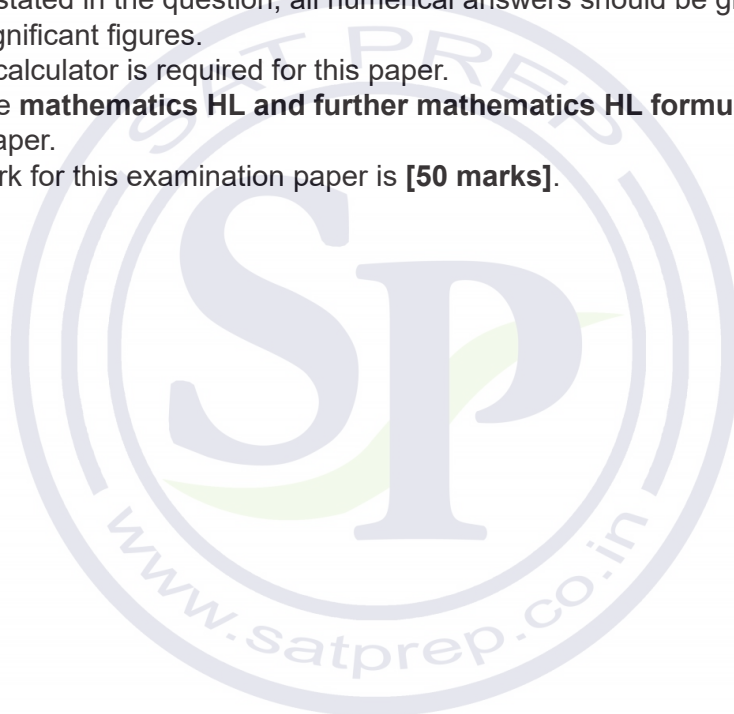 stated in the question, all numerical answers should be g
gnificant figures.
calculator is required for this paper.
e mathematics HL and further mathematics HL formu
aper.
rk for this examination paper is [50 marks].
SAT PREP
SP
www.satprep.co.in